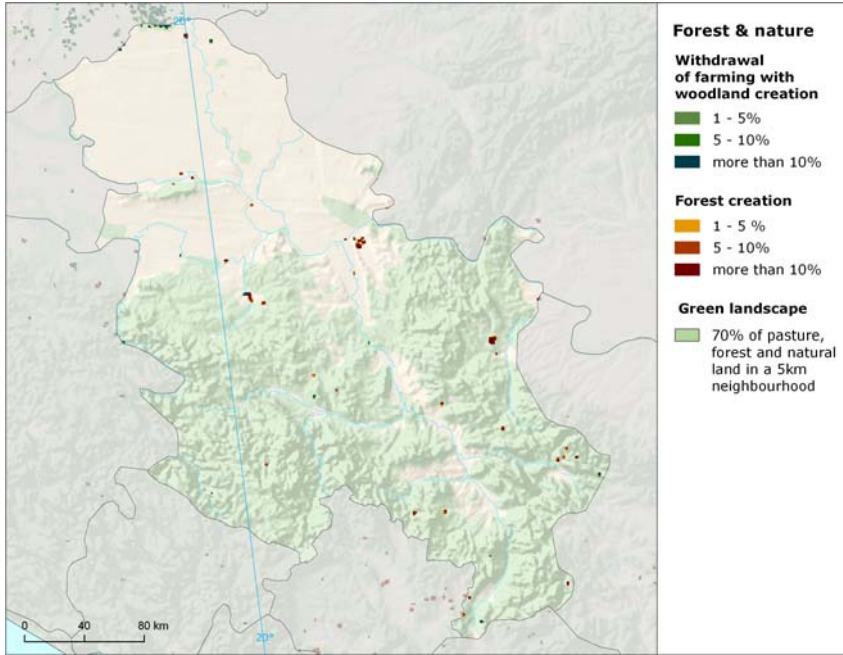 20°
Forest & nature
Withdrawal
of farming with
woodland creation
1 - 5%
5 - 10%
more than 10%
Forest creation
1 - 5 %
5 - 10%
more than 10%
Green landscape
70% of pasture,
forest and natural
land in a 5km
neighbourhood
0 40 80 km
20°